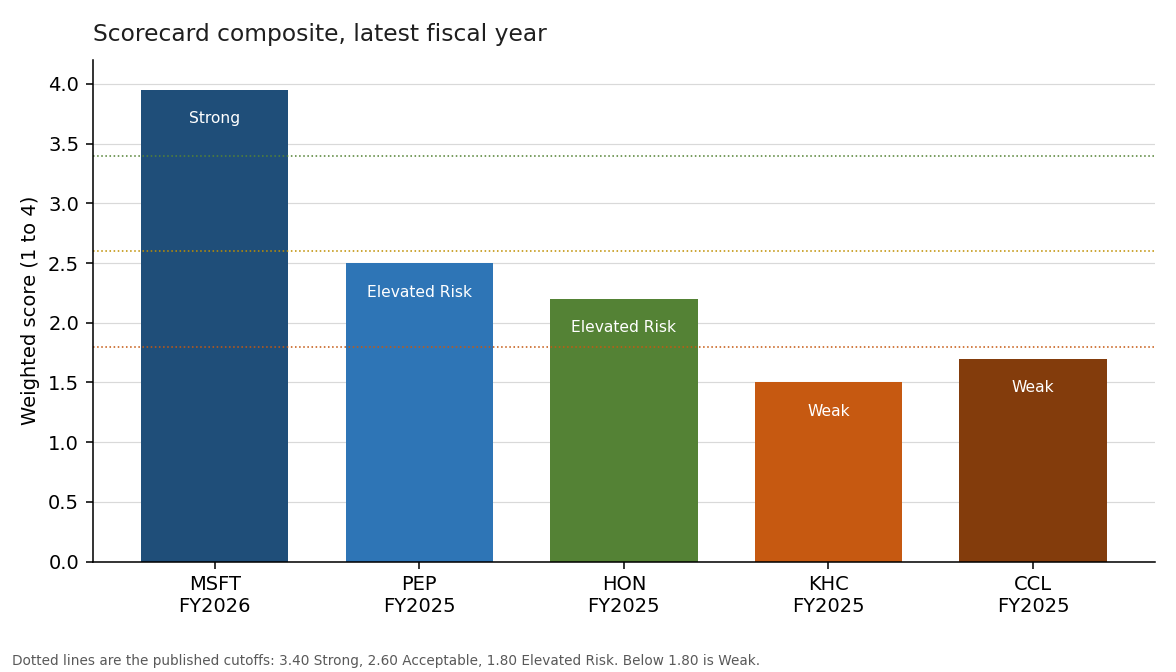 Scorecard composite, latest fiscal year
Weighted score (1 to 4)
4.0
3.5
3.0
2.5
2.0
1.5
1.0
0.5
0.0
Strong
Elevated Risk
Elevated Risk
Weak
Weak
MSFT
FY2026
PEP
FY2025
HON
FY2025
KHC
FY2025
CCL
FY2025
Dotted lines are the published cutoffs: 3.40 Strong, 2.60 Acceptable, 1.80 Elevated Risk. Below 1.80 is Weak.